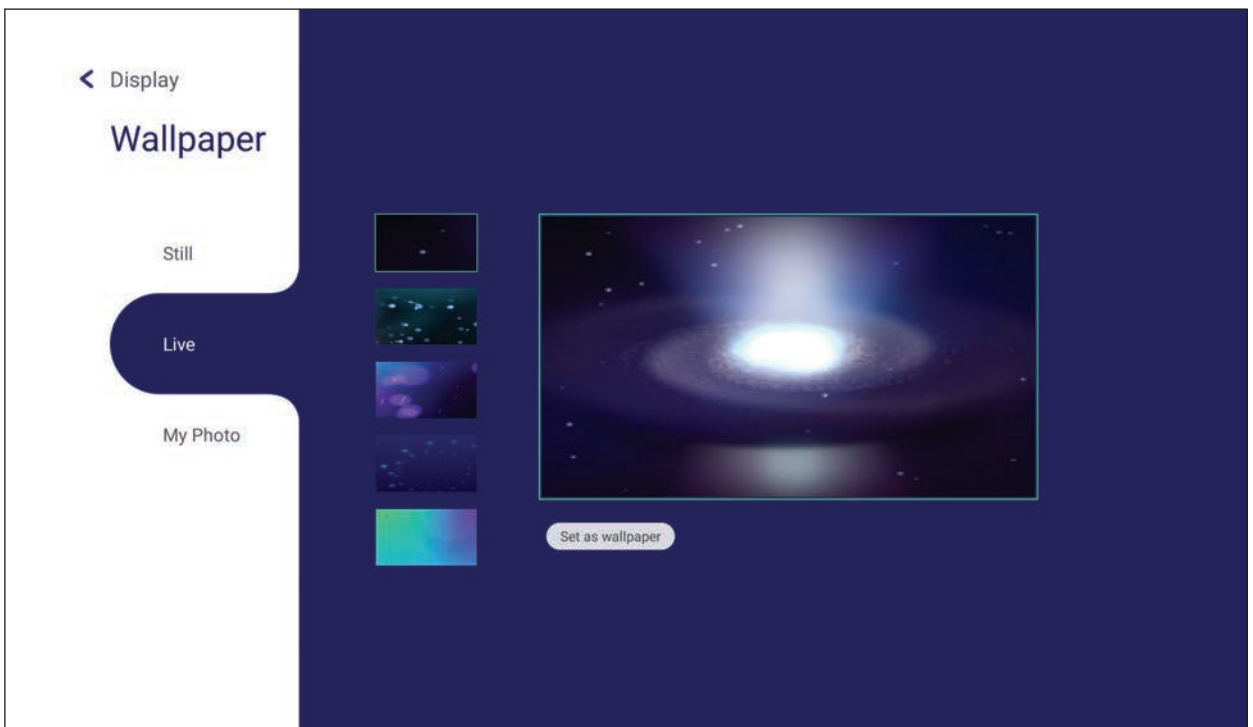 Display
Wallpaper
Still
Live
My Photo
Set as wallpaper